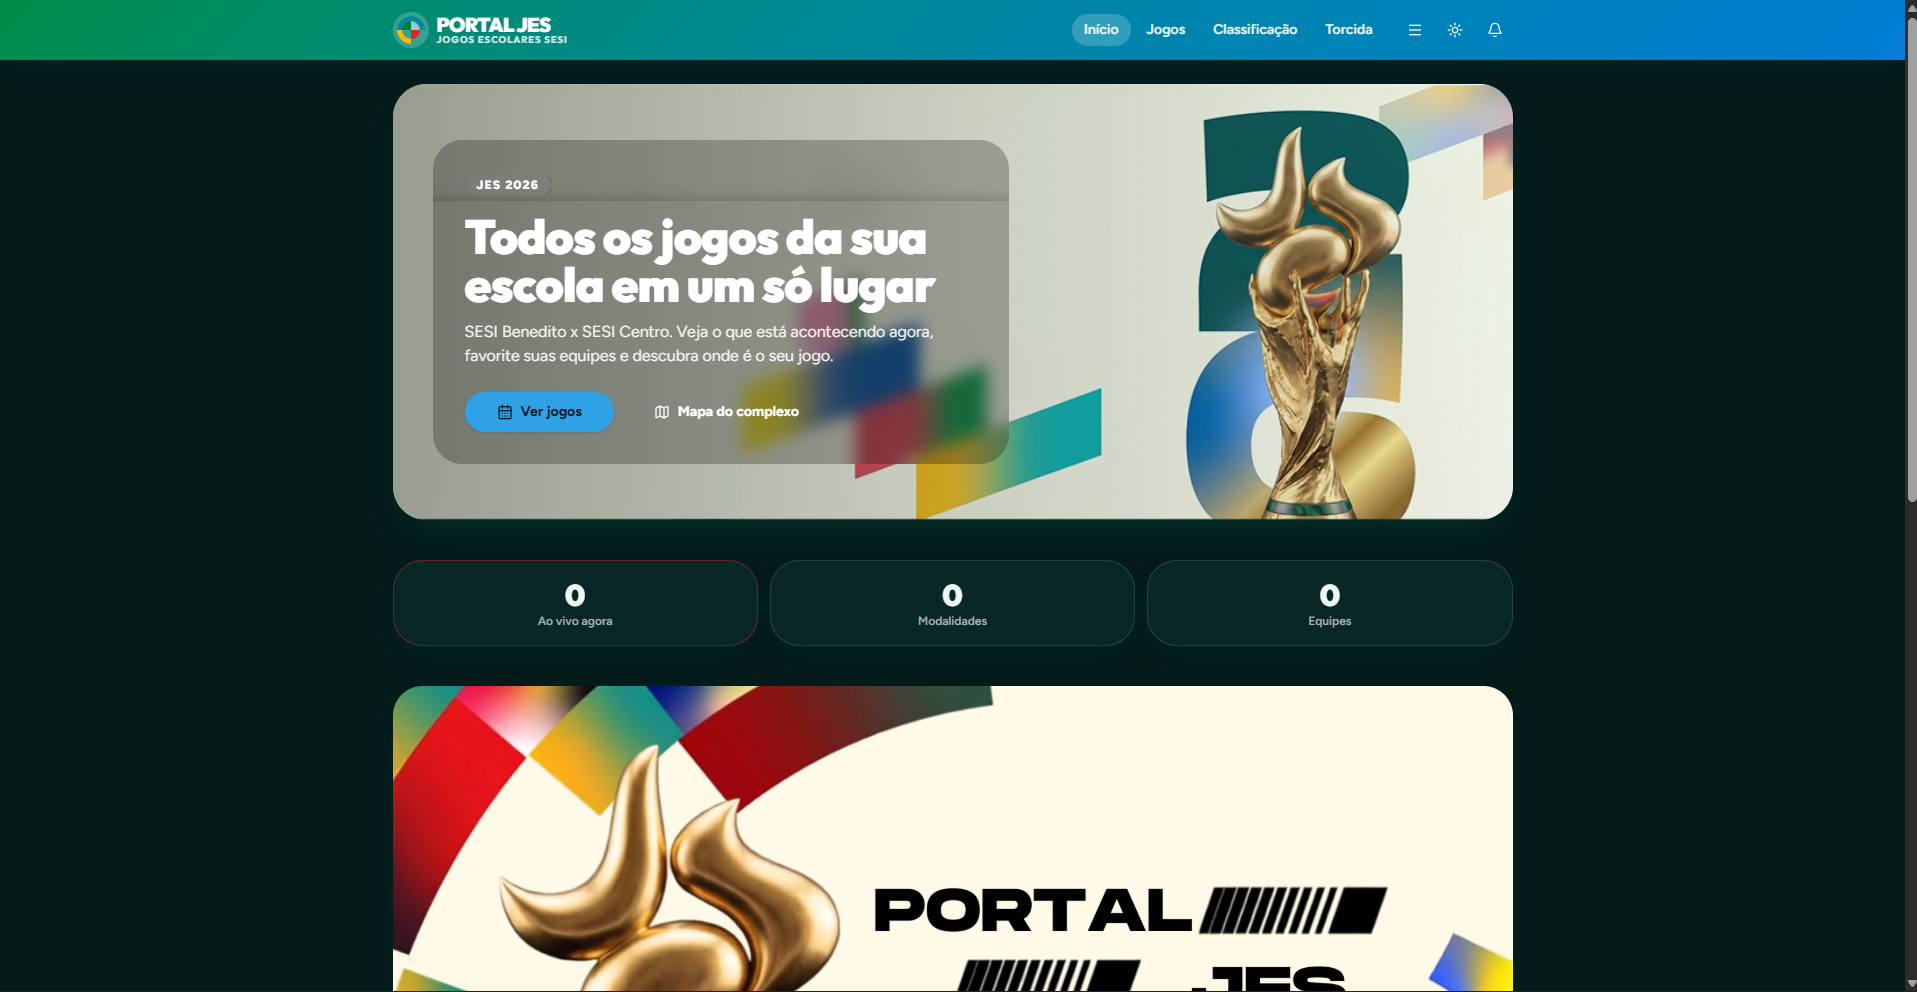 PORTAL JES
JOGOS ESCOLARES SESI
Início
Jogos
Classificação
Torcida
JES 2026
Todos os jogos da sua
escola em um só lugar
SESI Benedito x SESI Centro. Veja o que está acontecendo agora,
favorite suas equipes e descubra onde é o seu jogo.
Ver jogos
Mapa do complexo
0
Ao vivo agora
0
Modalidades
0
Equipes
PORTAL
JES